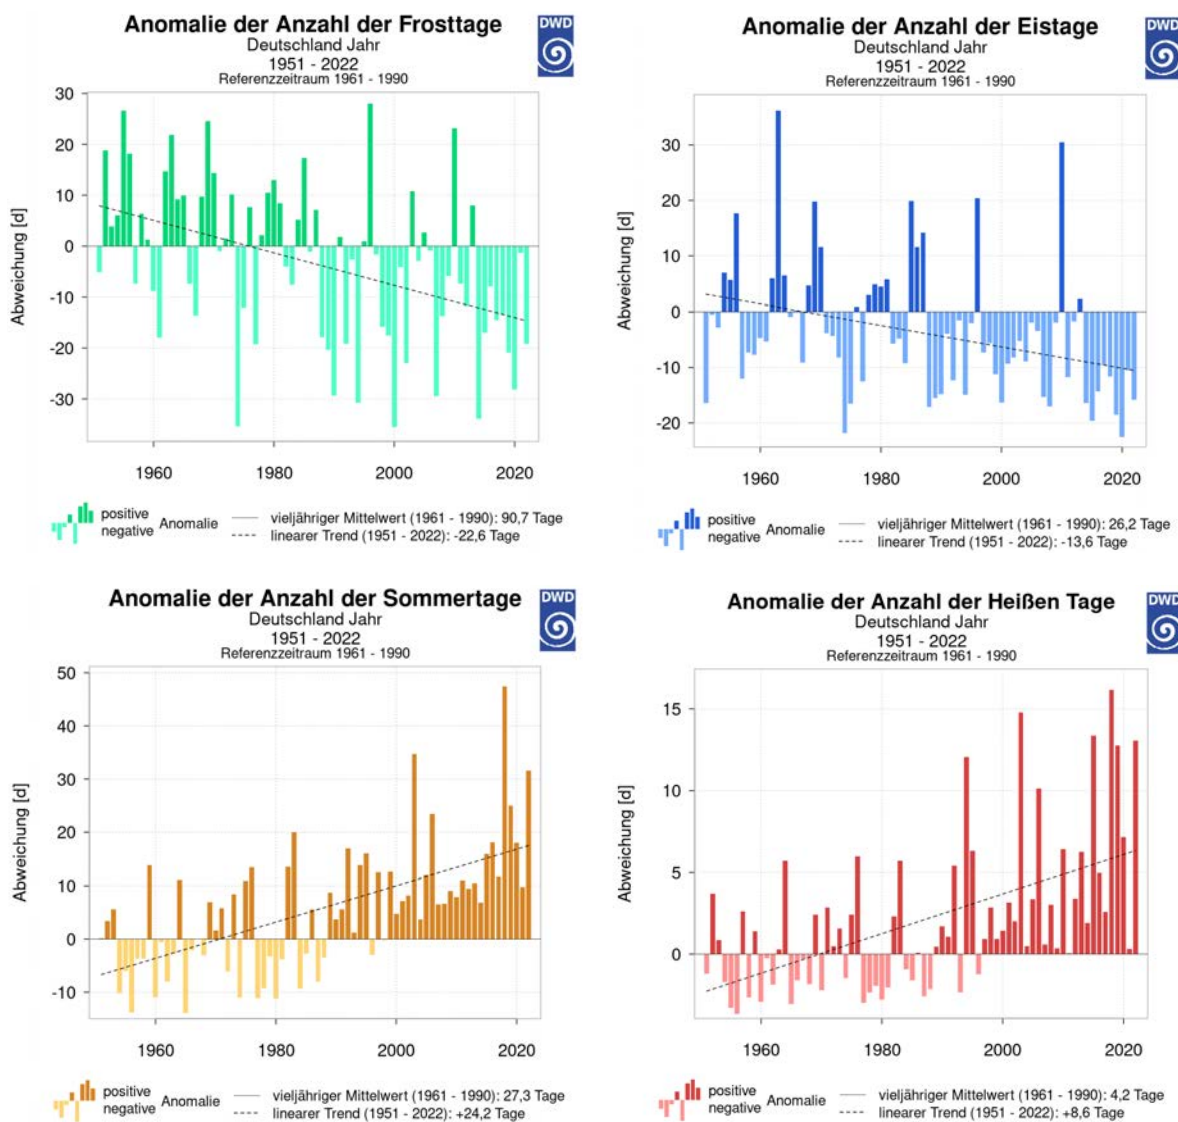 Anomalie der Anzahl der Frosttage
Deutschland Jahr
1951 - 2022
Referenzzeitraum 1961 - 1990
DWD
Abweichung [d]
30
20
10
0
-10
-20
-30
1960
1980
2000
2020
positive
negative
Anomalie
vieljähriger Mittelwert (1961 - 1990): 90,7 Tage
linearer Trend (1951 - 2022): -22,6 Tage
Anomalie der Anzahl der Eistage
Deutschland Jahr
1951 - 2022
Referenzzeitraum 1961 - 1990
DWD
Abweichung [d]
30
20
10
0
-10
-20
1960
1980
2000
2020
positive
negative
Anomalie
vieljähriger Mittelwert (1961 - 1990): 26,2 Tage
linearer Trend (1951 - 2022): -13,6 Tage
Anomalie der Anzahl der Sommertage
Deutschland Jahr
1951 - 2022
Referenzzeitraum 1961 - 1990
DWD
Abweichung [d]
50
40
30
20
10
0
-10
1960
1980
2000
2020
positive
negative
Anomalie
vieljähriger Mittelwert (1961 - 1990): 27,3 Tage
linearer Trend (1951 - 2022): +24,2 Tage
Anomalie der Anzahl der Heißen Tage
Deutschland Jahr
1951 - 2022
Referenzzeitraum 1961 - 1990
DWD
Abweichung [d]
15
10
5
0
1960
1980
2000
2020
positive
negative
Anomalie
vieljähriger Mittelwert (1961 - 1990): 4,2 Tage
linearer Trend (1951 - 2022): +8,6 Tage